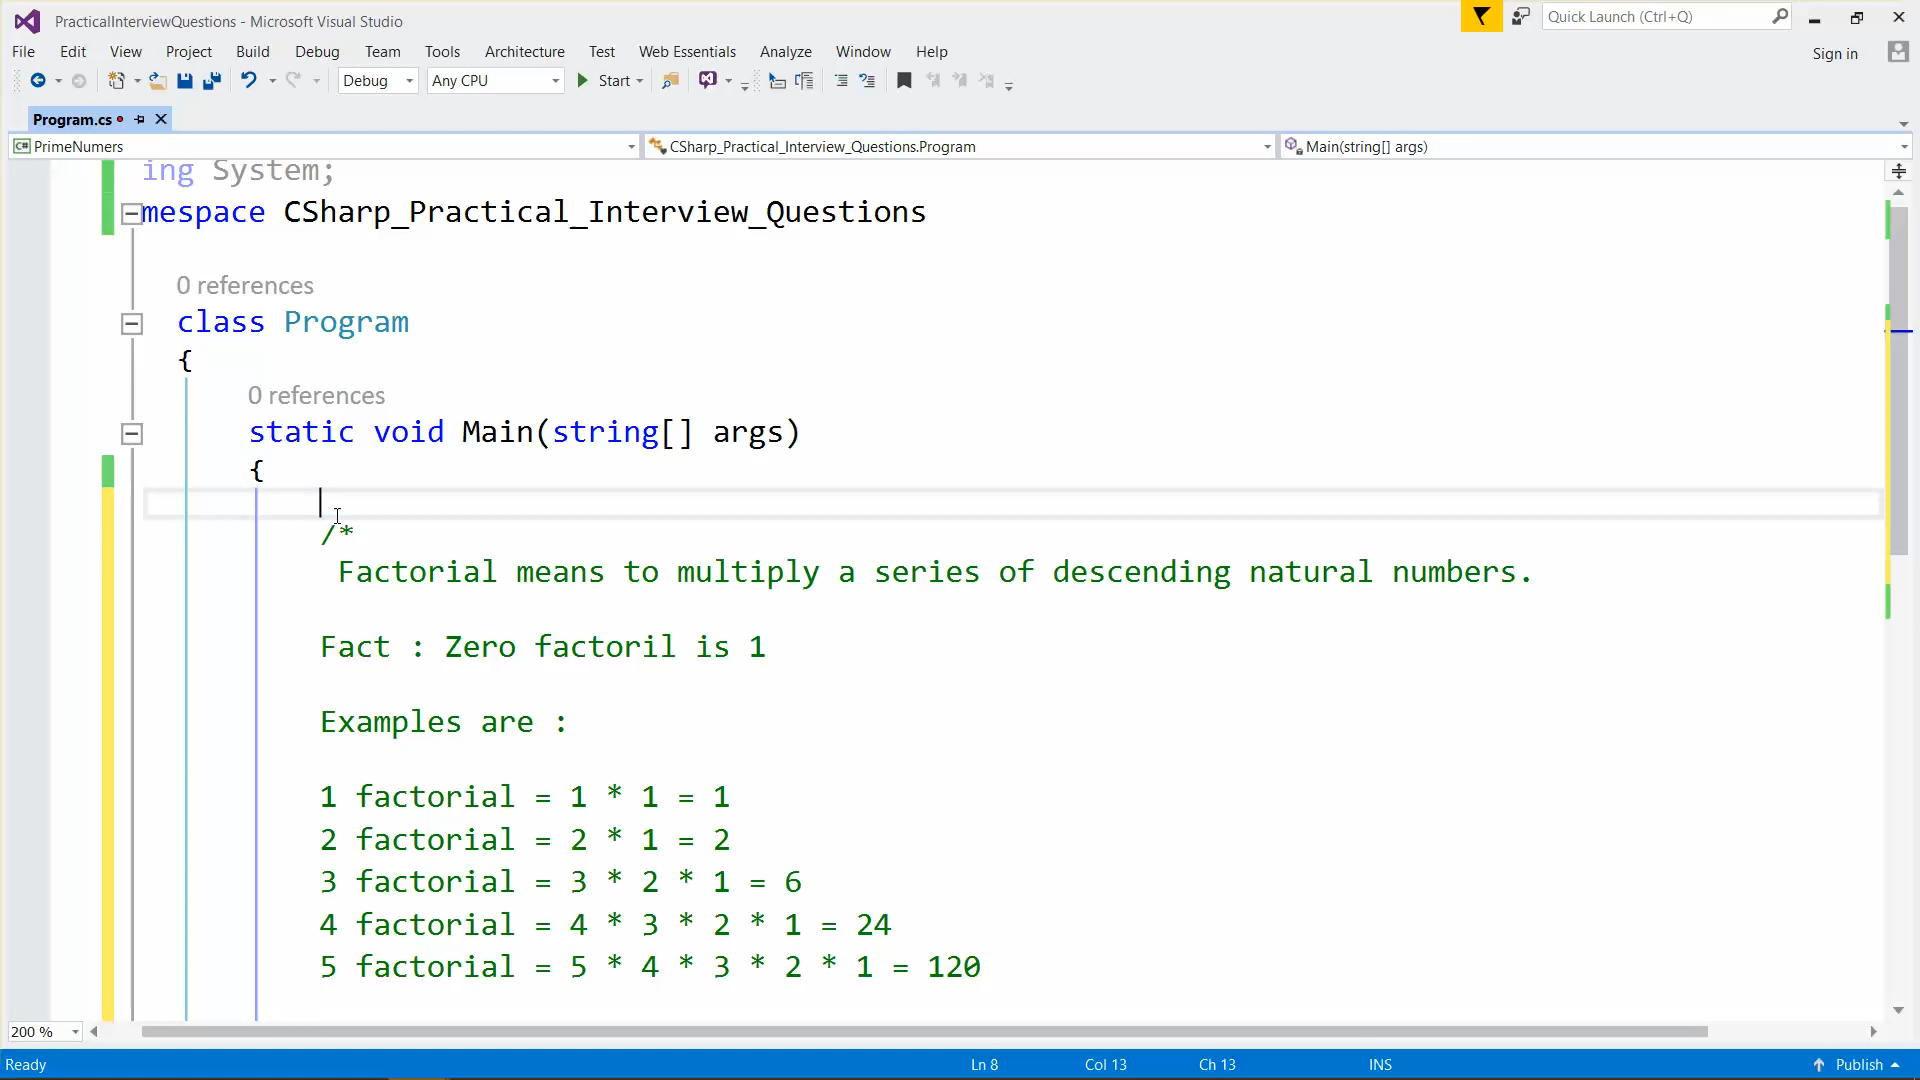 PracticalInterviewQuestions - Microsoft Visual Studio
Quick Launch (Ctrl+Q)
File Edit View Project Build Debug Team Tools Architecture Test Web Essentials Analyze Window Help
Sign in
Debug Any CPU Start
Program.cs
PrimeNumers CSharp_Practical_Interview_Questions.Program Main(string[] args)
ing System;
mespace CSharp_Practical_Interview_Questions
0 references
class Program
{
0 references
static void Main(string[] args)
{
/*
Factorial means to multiply a series of descending natural numbers.
Fact : Zero factoril is 1
Examples are :
1 factorial = 1 * 1 = 1
2 factorial = 2 * 1 = 2
3 factorial = 3 * 2 * 1 = 6
4 factorial = 4 * 3 * 2 * 1 = 24
5 factorial = 5 * 4 * 3 * 2 * 1 = 120
200 %
Ready Ln 8 Col 13 Ch 13 INS Publish